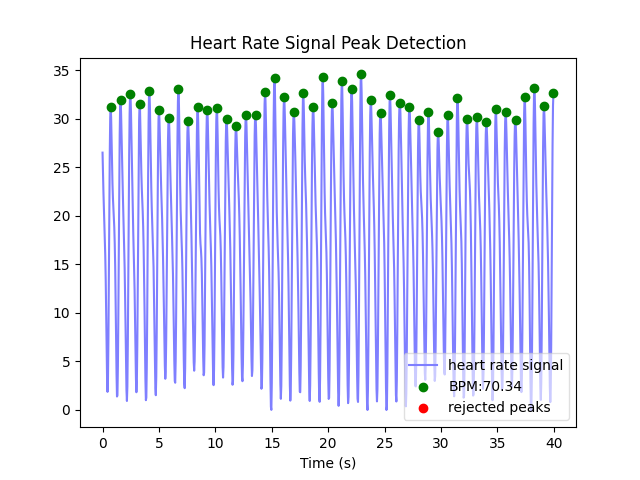 Heart Rate Signal Peak Detection
35
30
25
20
15
10
5
0
heart rate signal
BPM:70.34
rejected peaks
0 5 10 15 20 25 30 35 40
Time (s)